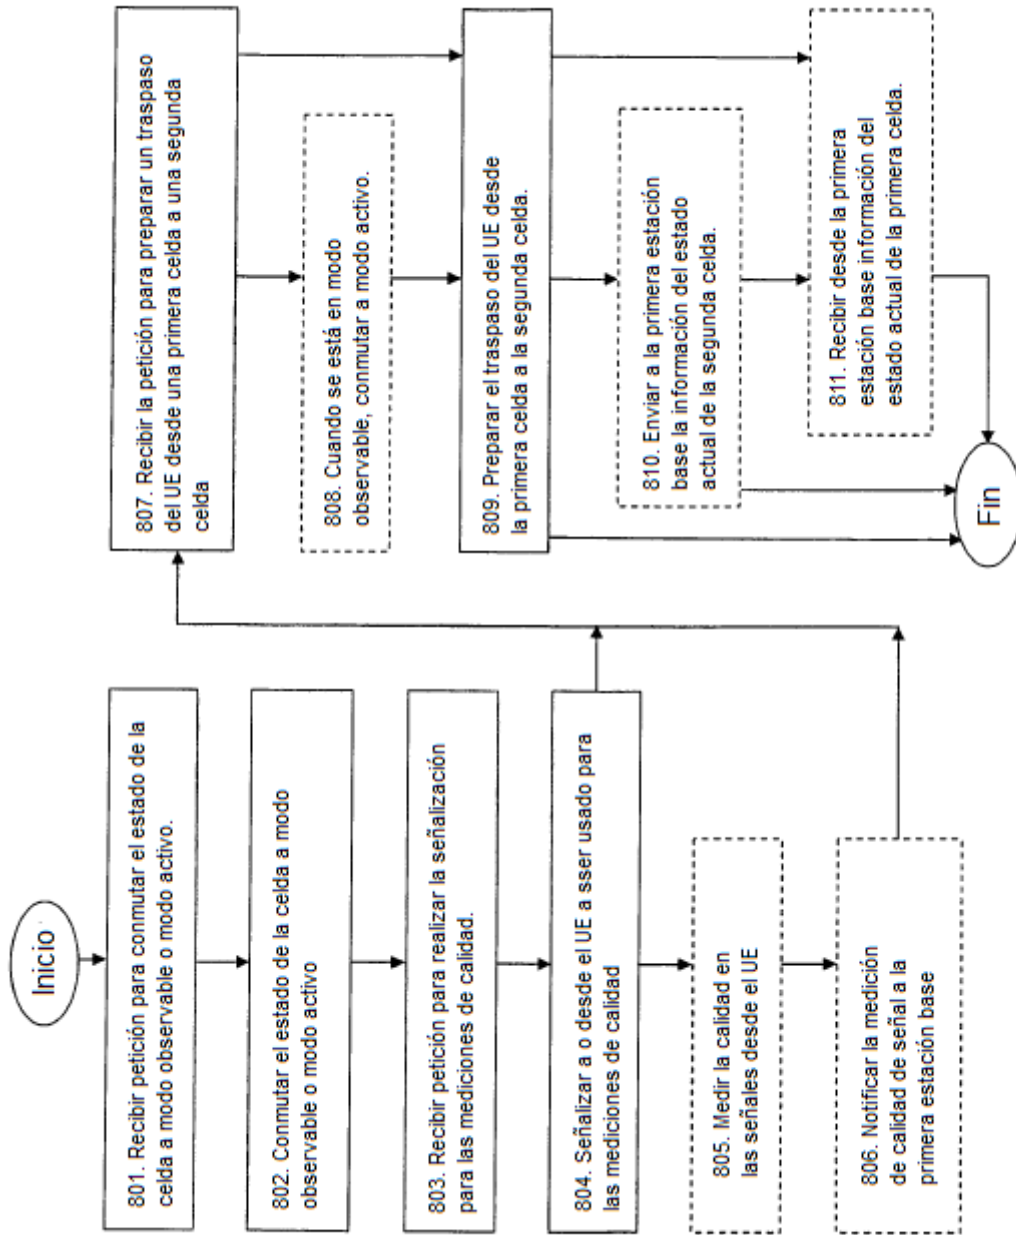 Inicio
801. Recibir petición para conmutar el estado de la
celda a modo observable o modo activo.
802. Conmutar el estado de la celda a modo
observable o modo activo
803. Recibir petición para realizar la señalización
para las mediciones de calidad.
804. Señalizar a o desde el UE a sser usado para
las mediciones de calidad
805. Medir la calidad en
las señales desde el UE
806. Notificar la medición
de calidad de señal a la
primera estación base
807. Recibir la petición para preparar un traspaso
del UE desde una primera celda a una segunda
celda
808. Cuando se está en modo
observable, conmutar a modo activo.
809. Preparar el traspaso del UE desde
la primera celda a la segunda celda.
810. Enviar a la primera estación
base la información del estado
actual de la segunda celda.
811. Recibir desde la primera
estación base información del
estado actual de la primera celda.
Fin